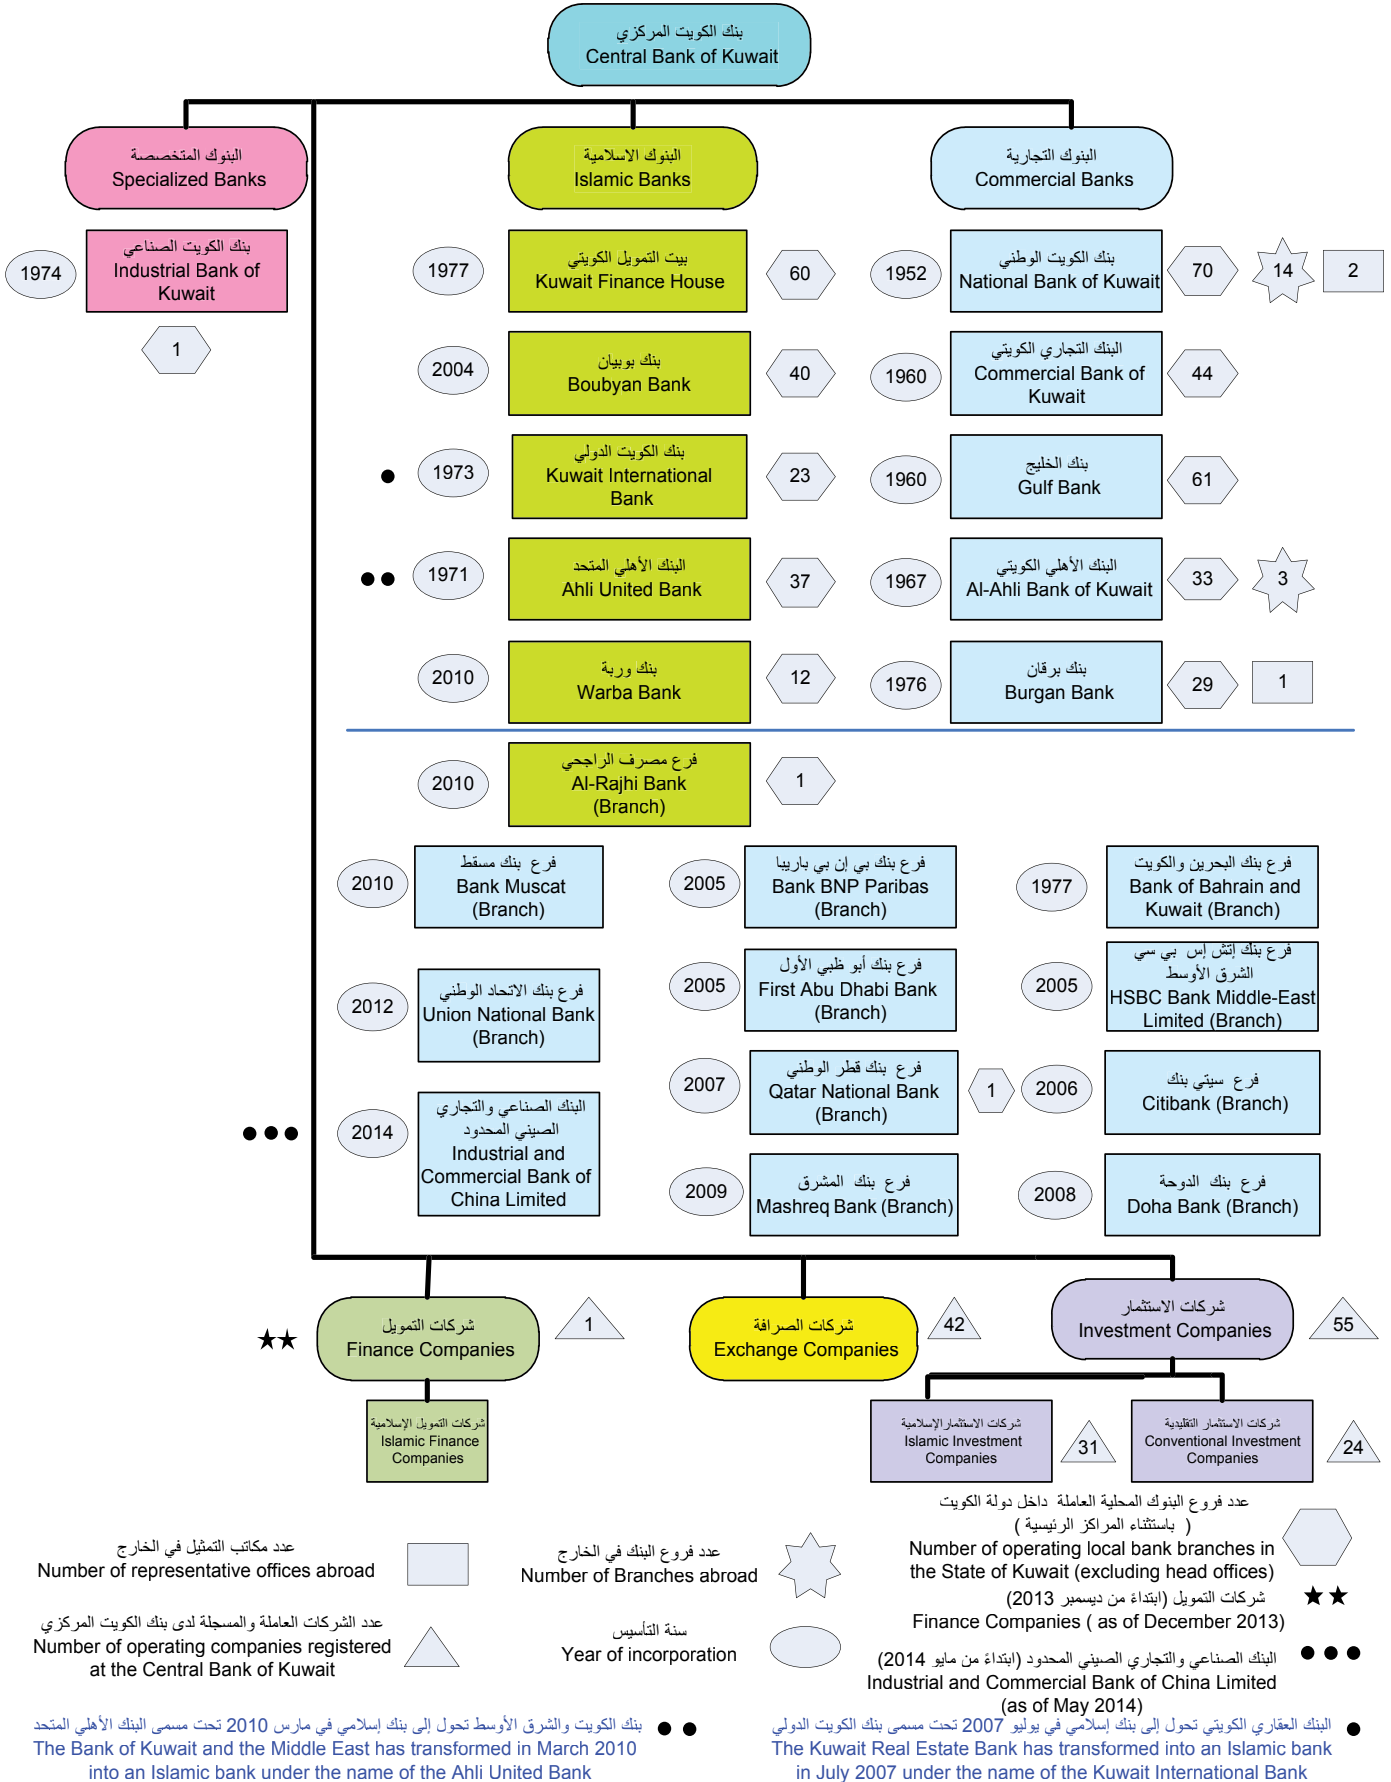 بنك الكويت المركزي
Central Bank of Kuwait
البنوك المتخصصة
Specialized Banks
البنوك الاسلامية
Islamic Banks
البنوك التجارية
Commercial Banks
1974
بنك الكويت الصناعي
Industrial Bank of
Kuwait
1
1977
بيت التمويل الكويتي
Kuwait Finance House
60
1952
بنك الكويت الوطني
National Bank of Kuwait
70
14
2
2004
بنك بوبيان
Boubyan Bank
40
1960
البنك التجاري الكويتي
Commercial Bank of
Kuwait
44
1973
بنك الكويت الدولي
Kuwait International
Bank
23
1960
بنك الخليج
Gulf Bank
61
1971
البنك الأهلي المتحد
Ahli United Bank
37
1967
البنك الأهلي الكويتي
Al-Ahli Bank of Kuwait
33
3
2010
بنك وربة
Warba Bank
12
1976
بنك برقان
Burgan Bank
29
1
2010
فرع مصرف الراجحي
Al-Rajhi Bank
(Branch)
1
2010
فرع بنك مسقط
Bank Muscat
(Branch)
2005
فرع بنك بي إن بي باريبا
Bank BNP Paribas
(Branch)
1977
فرع بنك البحرين والكويت
Bank of Bahrain and
Kuwait (Branch)
2012
فرع بنك الاتحاد الوطني
Union National Bank
(Branch)
2005
فرع بنك أبو ظبي الأول
First Abu Dhabi Bank
(Branch)
2005
فرع بنك إتش إس بي سي
الشرق الأوسط
HSBC Bank Middle-East
Limited (Branch)
2007
فرع بنك قطر الوطني
Qatar National Bank
(Branch)
1
2006
فرع سيتي بنك
Citibank (Branch)
2014
البنك الصناعي والتجاري
الصيني المحدود
Industrial and
Commercial Bank of
China Limited
2009
فرع بنك المشرق
Mashreq Bank (Branch)
2008
فرع بنك الدوحة
Doha Bank (Branch)
شركات التمويل
Finance Companies
1
شركات الصرافة
Exchange Companies
42
شركات الاستثمار
Investment Companies
55
شركات التمويل الإسلامية
Islamic Finance
Companies
شركات الاستثمار الإسلامية
Islamic Investment
Companies
31
شركات الاستثمار التقليدية
Conventional Investment
Companies
24
عدد فروع البنوك المحلية العاملة داخل دولة الكويت
( باستثناء المراكز الرئيسية )
Number of operating local bank branches in
the State of Kuwait (excluding head offices)
عدد فروع البنك في الخارج
Number of Branches abroad
عدد مكاتب التمثيل في الخارج
Number of representative offices abroad
شركات التمويل (ابتداءً من ديسمبر 2013)
Finance Companies ( as of December 2013)
سنة التأسيس
Year of incorporation
عدد الشركات العاملة والمسجلة لدى بنك الكويت المركزي
Number of operating companies registered
at the Central Bank of Kuwait
البنك الصناعي والتجاري الصيني المحدود (ابتداءً من مايو 2014)
Industrial and Commercial Bank of China Limited
(as of May 2014)
البنك العقاري الكويتي تحول إلى بنك إسلامي في يوليو 2007 تحت مسمى بنك الكويت الدولي
The Kuwait Real Estate Bank has transformed into an Islamic bank
in July 2007 under the name of the Kuwait International Bank
بنك الكويت والشرق الأوسط تحول إلى بنك إسلامي في مارس 2010 تحت مسمى البنك الأهلي المتحد
The Bank of Kuwait and the Middle East has transformed in March 2010
into an Islamic bank under the name of the Ahli United Bank